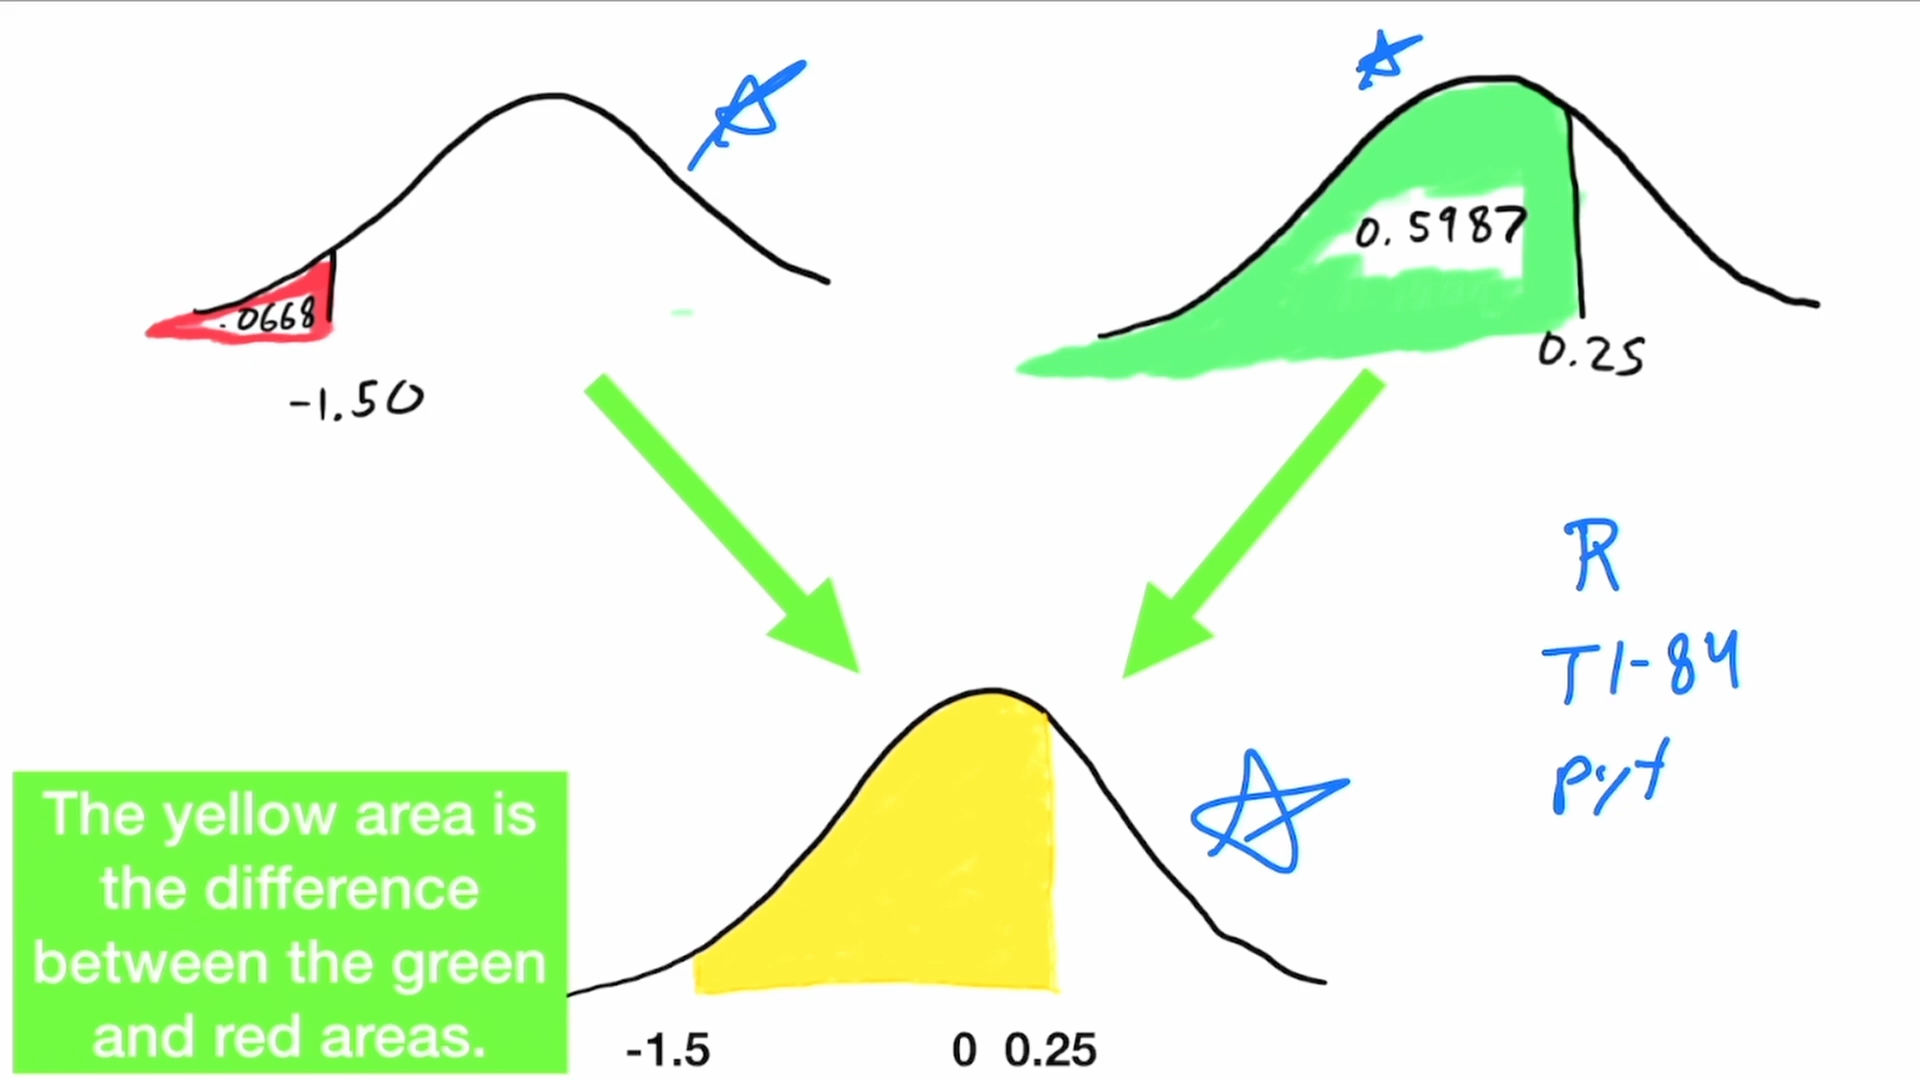 .0668
-1.50
0.5987
0.25
R
TI-84
pyt
The yellow area is
the difference
between the green
and red areas.
-1.5 0 0.25